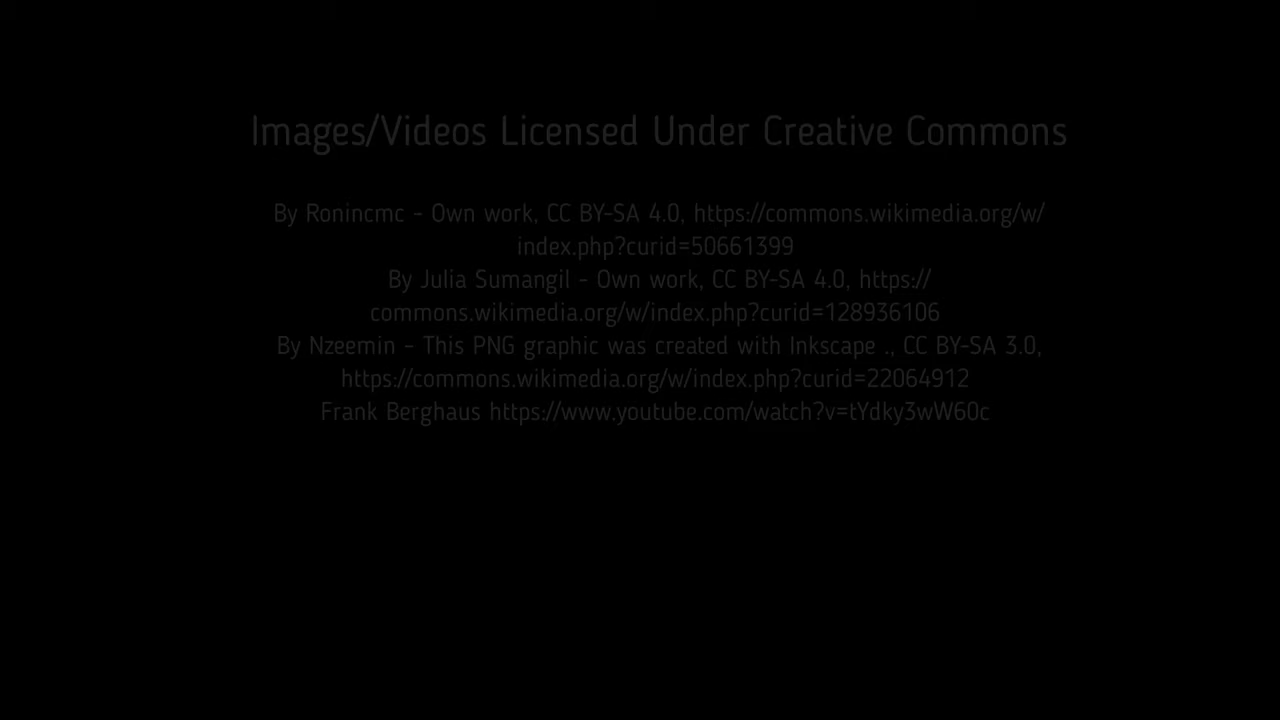 Images/Videos Licensed Under Creative Commons
By Ronincmc - Own work, CC BY-SA 4.0, https://commons.wikimedia.org/w/
index.php?curid=50661399
By Julia Sumangil - Own work, CC BY-SA 4.0, https://
commons.wikimedia.org/w/index.php?curid=128936106
By Nzeemin - This PNG graphic was created with Inkscape ., CC BY-SA 3.0,
https://commons.wikimedia.org/w/index.php?curid=22064912
Frank Berghaus https://www.youtube.com/watch?v=tYdky3wW60c